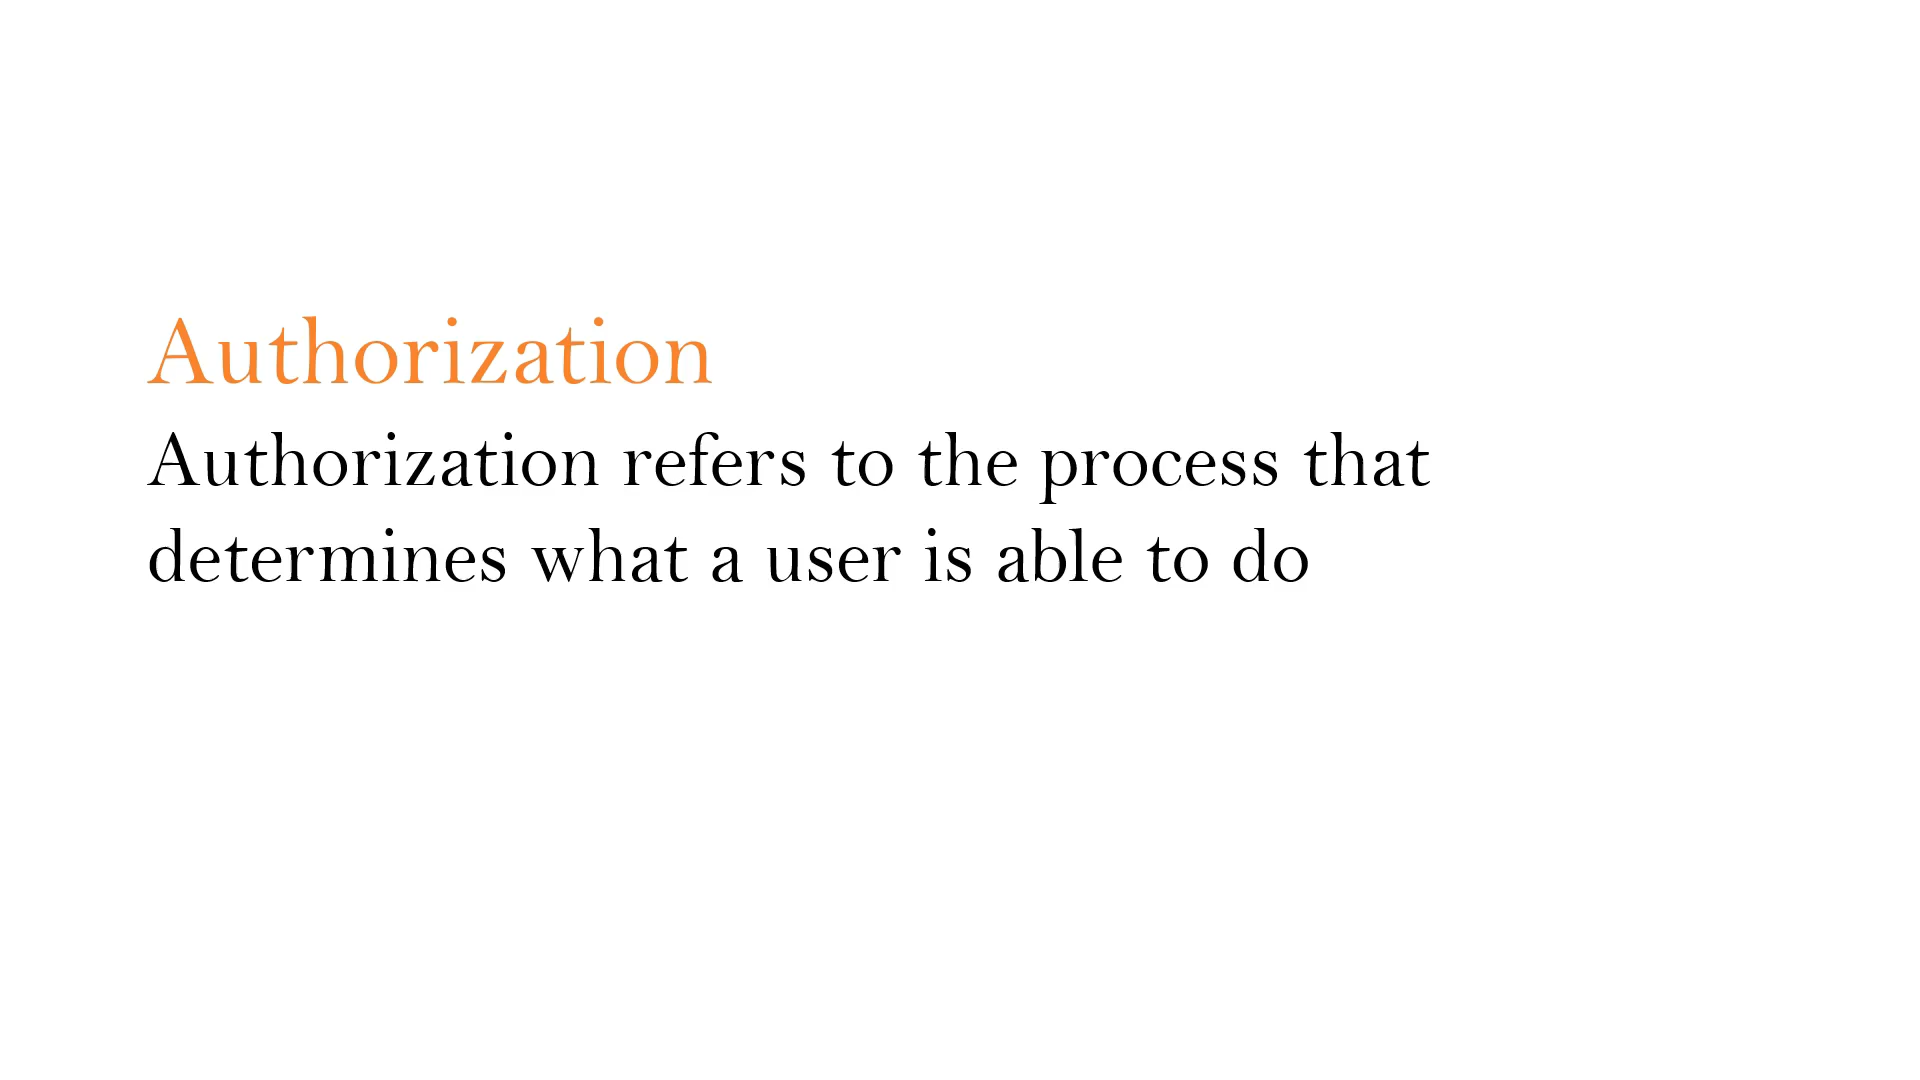 Authorization
Authorization refers to the process that
determines what a user is able to do